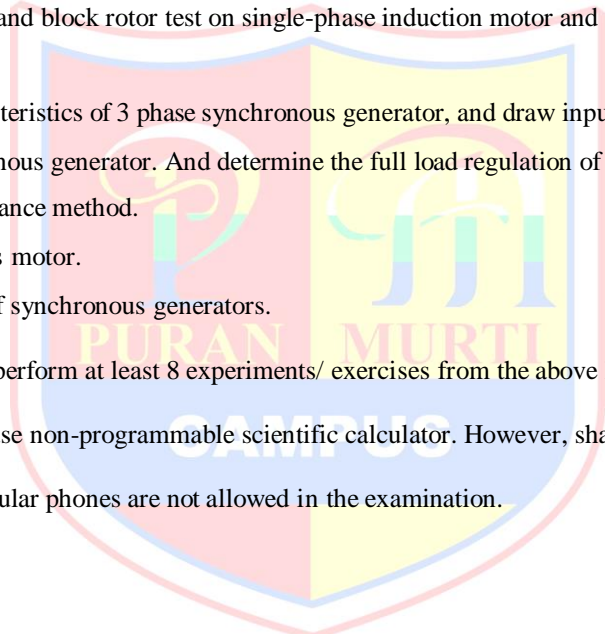 and block rotor test on single-phase induction motor and
teristics of 3 phase synchronous generator, and draw inpu
nous generator. And determine the full load regulation of
ance method.
s motor.
f synchronous generators.
PURAN MURTI
perform at least 8 experiments/ exercises from the above
CAMPUS
se non-programmable scientific calculator. However, sha
ular phones are not allowed in the examination.